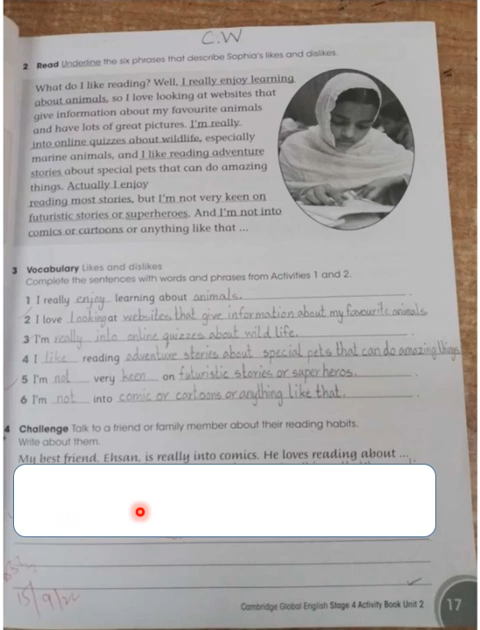 C.W
2 Read Underline the six phrases that describe Sophia's likes and dislikes.
What do I like reading? Well, I really enjoy learning
about animals, so I love looking at websites that
give information about my favourite animals
and have lots of great pictures. I'm really
into online quizzes about wildlife, especially
marine animals, and I like reading adventure
stories about special pets that can do amazing
things. Actually I enjoy
reading most stories, but I'm not very keen on
futuristic stories or superheroes. And I'm not into
comics or cartoons or anything like that ...
3 Vocabulary Likes and dislikes
Complete the sentences with words and phrases from Activities 1 and 2.
1 I really enjoy learning about animals.
2 I love looking at websites that give information about my favourite animals
3 I'm really into online quizzes about wild life.
4 I like reading adventure stories about special pets that can do amazing things
5 I'm not very keen on futuristic stories or super heros.
6 I'm not into comic or cartoons or anything like that.
4 Challenge Talk to a friend or family member about their reading habits.
Write about them.
My best friend, Ehsan, is really into comics. He loves reading about ...
15/9/22
Cambridge Global English Stage 4 Activity Book Unit 2 17